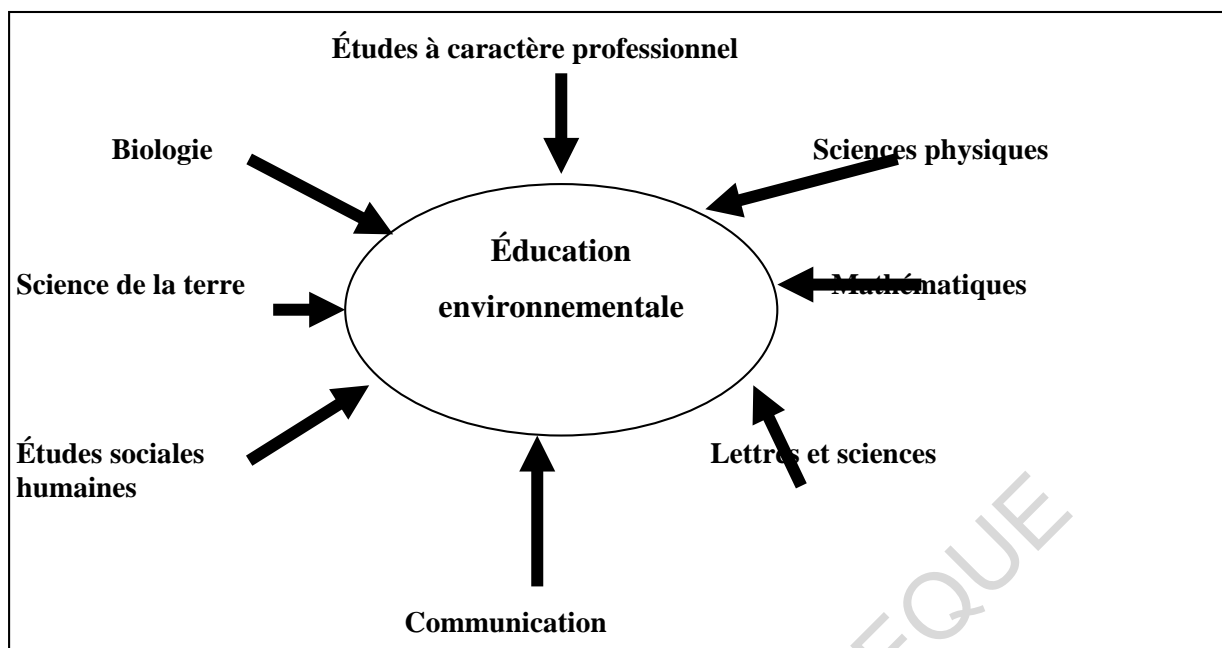 Études à caractère professionnel
Biologie
Sciences physiques
Éducation
environnementale
Science de la terre
Mathématiques
Études sociales
humaines
Lettres et sciences
Communication
EQUE